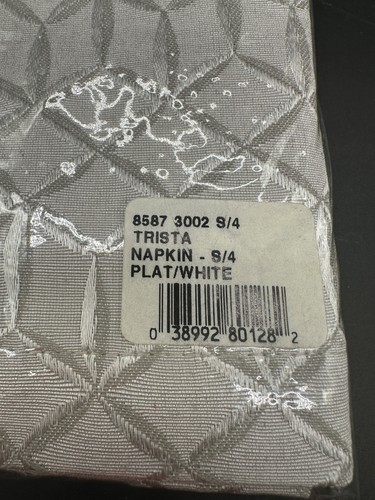 8587 3002 S/4
TRISTA
NAPKIN - S/4
PLAT/WHITE
0 38992 80128 2